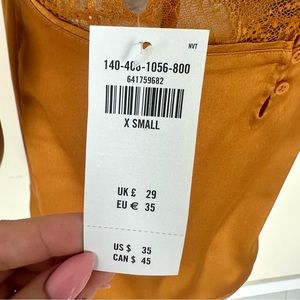 NVT
140-408-1056-800
641759682
X SMALL
UK £ 29
EU € 35
US $ 35
CAN $ 45